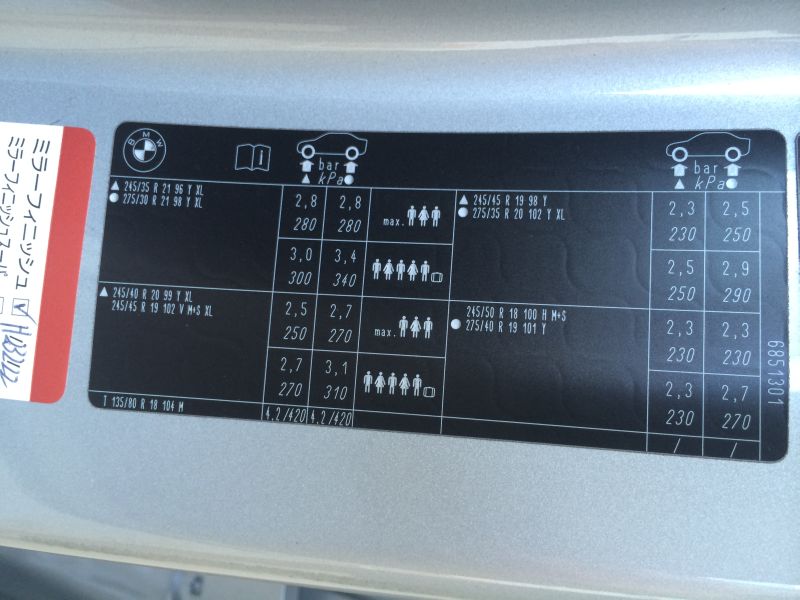 ミラーフィニッシュ
ミラーフィニッシュスーパー
BMW
i
bar
kPa
245/35 R 21 96 Y XL
275/30 R 21 98 Y XL
2,8 2,8
280 280
max.
3,0 3,4
300 340
245/40 R 20 99 Y XL
245/45 R 19 102 V M+S XL
2,5 2,7
250 270
max.
2,7 3,1
270 310
T 135/80 R 18 104 M
4.2/420 4.2/420
bar
kPa
245/45 R 19 98 Y
275/35 R 20 102 Y XL
2,3 2,5
230 250
2,5 2,9
250 290
245/50 R 18 100 H M+S
275/40 R 19 101 Y
2,3 2,3
230 230
2,3 2,7
230 270
/ /
6851301